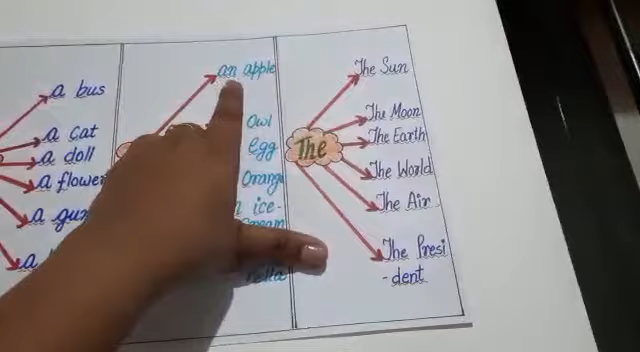 a bus
a cat
a doll
a flower
a
an apple
Owl
Egg
Orange
ice-
cream
The
The Sun
The Moon
The Earth
The World
The Air
The Presi
-dent